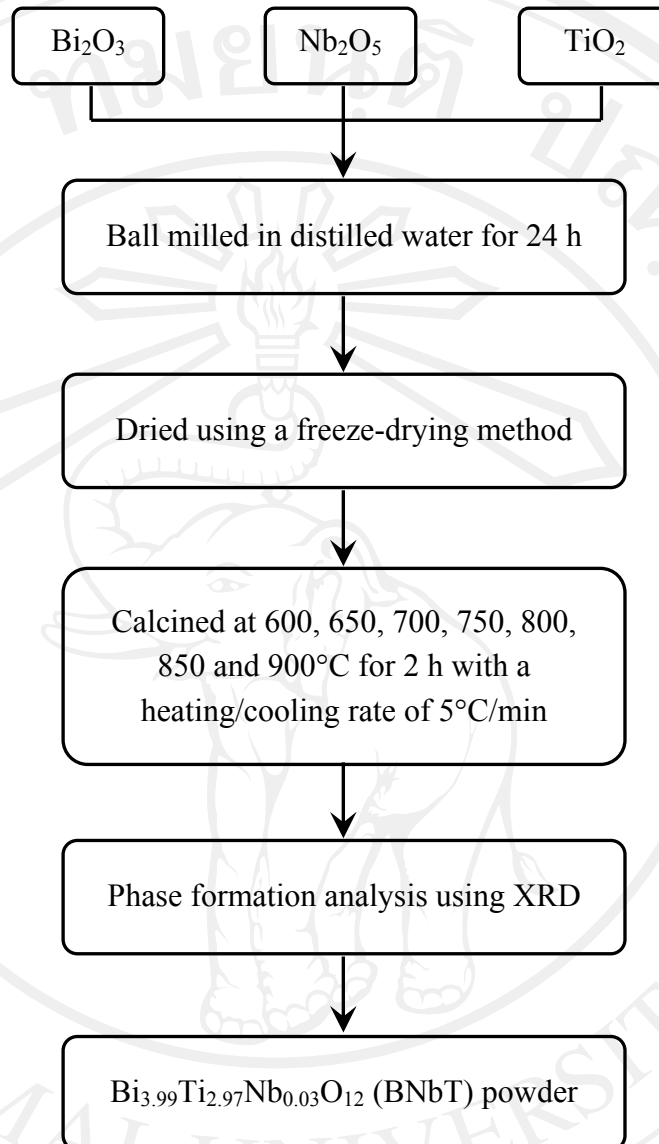 Bi₂O₃
Nb₂O₅
TiO₂
Ball milled in distilled water for 24 h
Dried using a freeze-drying method
Calcined at 600, 650, 700, 750, 800,
850 and 900°C for 2 h with a
heating/cooling rate of 5°C/min
Phase formation analysis using XRD
Bi₃.₉₉Ti₂.₉₇Nb₀.₀₃O₁₂ (BNbT) powder